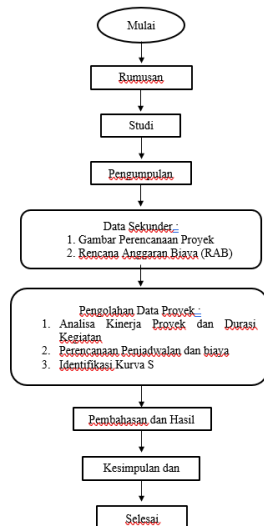 Mulai
Rumusan
Studi
Pengumpulan
Data Sekunder :
1. Gambar Perencanaan Proyek
2. Rencana Anggaran Biaya (RAB)
Pengolahan Data Proyek :
1. Analisa Kinerja Proyek dan Durasi
Kegiatan
2. Perencanaan Penjadwalan dan biaya
3. Identifikasi Kurva S
Pembahasan dan Hasil
Kesimpulan dan
Selesai